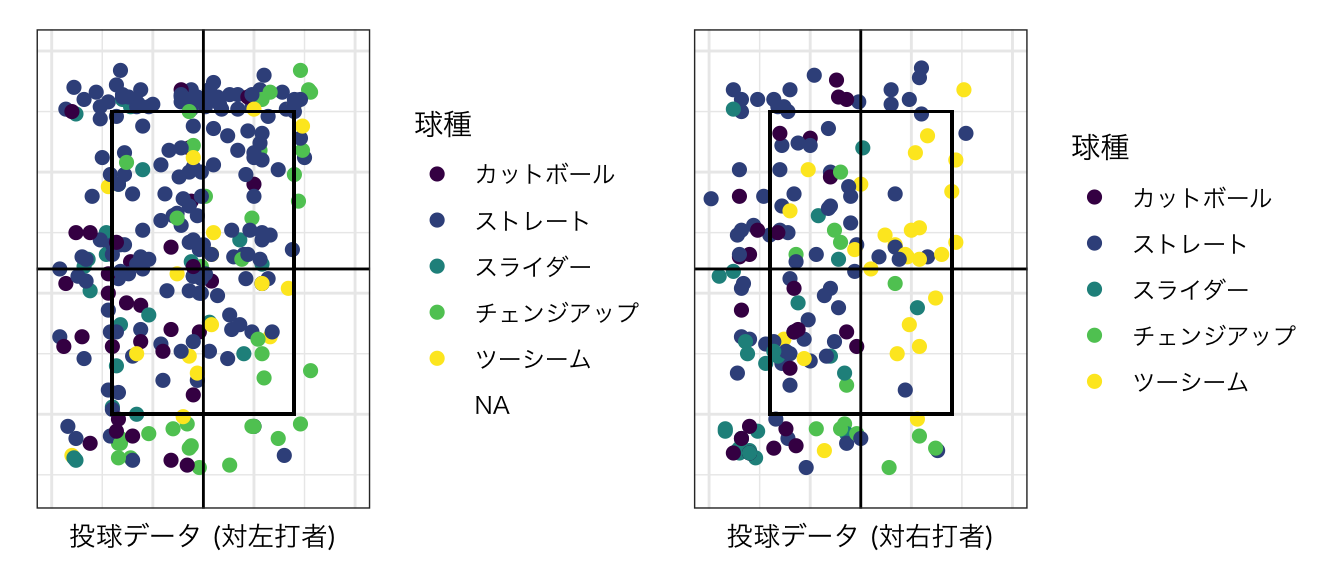 球種
カットボール
ストレート
スライダー
チェンジアップ
ツーシーム
NA
投球データ (対左打者)
球種
カットボール
ストレート
スライダー
チェンジアップ
ツーシーム
投球データ (対右打者)